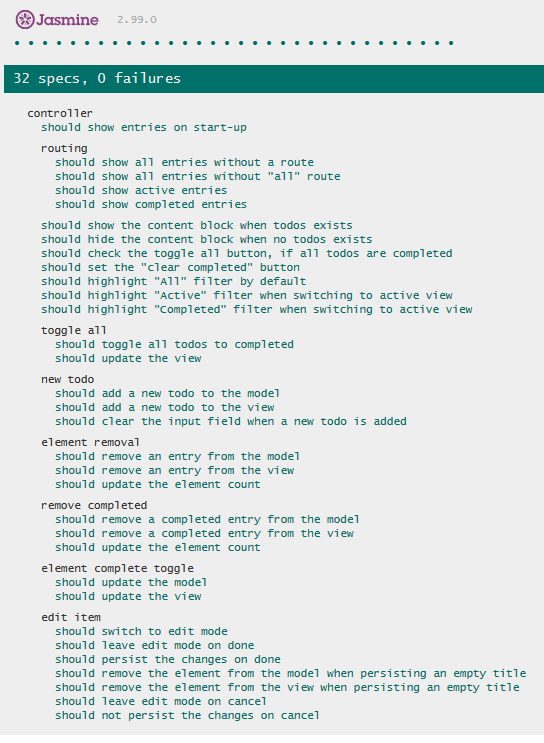 Jasmine 2.99.0
32 specs, 0 failures
controller
should show entries on start-up
routing
should show all entries without a route
should show all entries without "all" route
should show active entries
should show completed entries
should show the content block when todos exists
should hide the content block when no todos exists
should check the toggle all button, if all todos are completed
should set the "clear completed" button
should highlight "All" filter by default
should highlight "Active" filter when switching to active view
should highlight "Completed" filter when switching to active view
toggle all
should toggle all todos to completed
should update the view
new todo
should add a new todo to the model
should add a new todo to the view
should clear the input field when a new todo is added
element removal
should remove an entry from the model
should remove an entry from the view
should update the element count
remove completed
should remove a completed entry from the model
should remove a completed entry from the view
should update the element count
element complete toggle
should update the model
should update the view
edit item
should switch to edit mode
should leave edit mode on done
should persist the changes on done
should remove the element from the model when persisting an empty title
should remove the element from the view when persisting an empty title
should leave edit mode on cancel
should not persist the changes on cancel